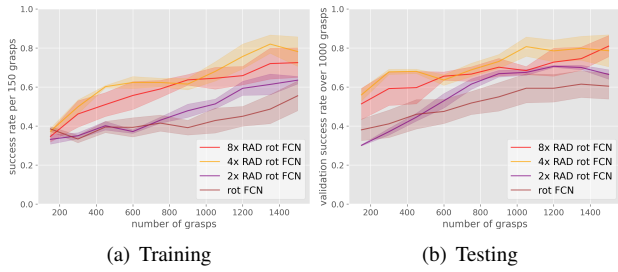 success rate per 150 grasps
1.0
0.8
0.6
0.4
0.2
0.0
200 400 600 800 1000 1200 1400
number of grasps
8x RAD rot FCN
4x RAD rot FCN
2x RAD rot FCN
rot FCN
(a) Training
validation success rate over 1000 grasps
1.0
0.8
0.6
0.4
0.2
0.0
200 400 600 800 1000 1200 1400
number of grasps
8x RAD rot FCN
4x RAD rot FCN
2x RAD rot FCN
rot FCN
(b) Testing